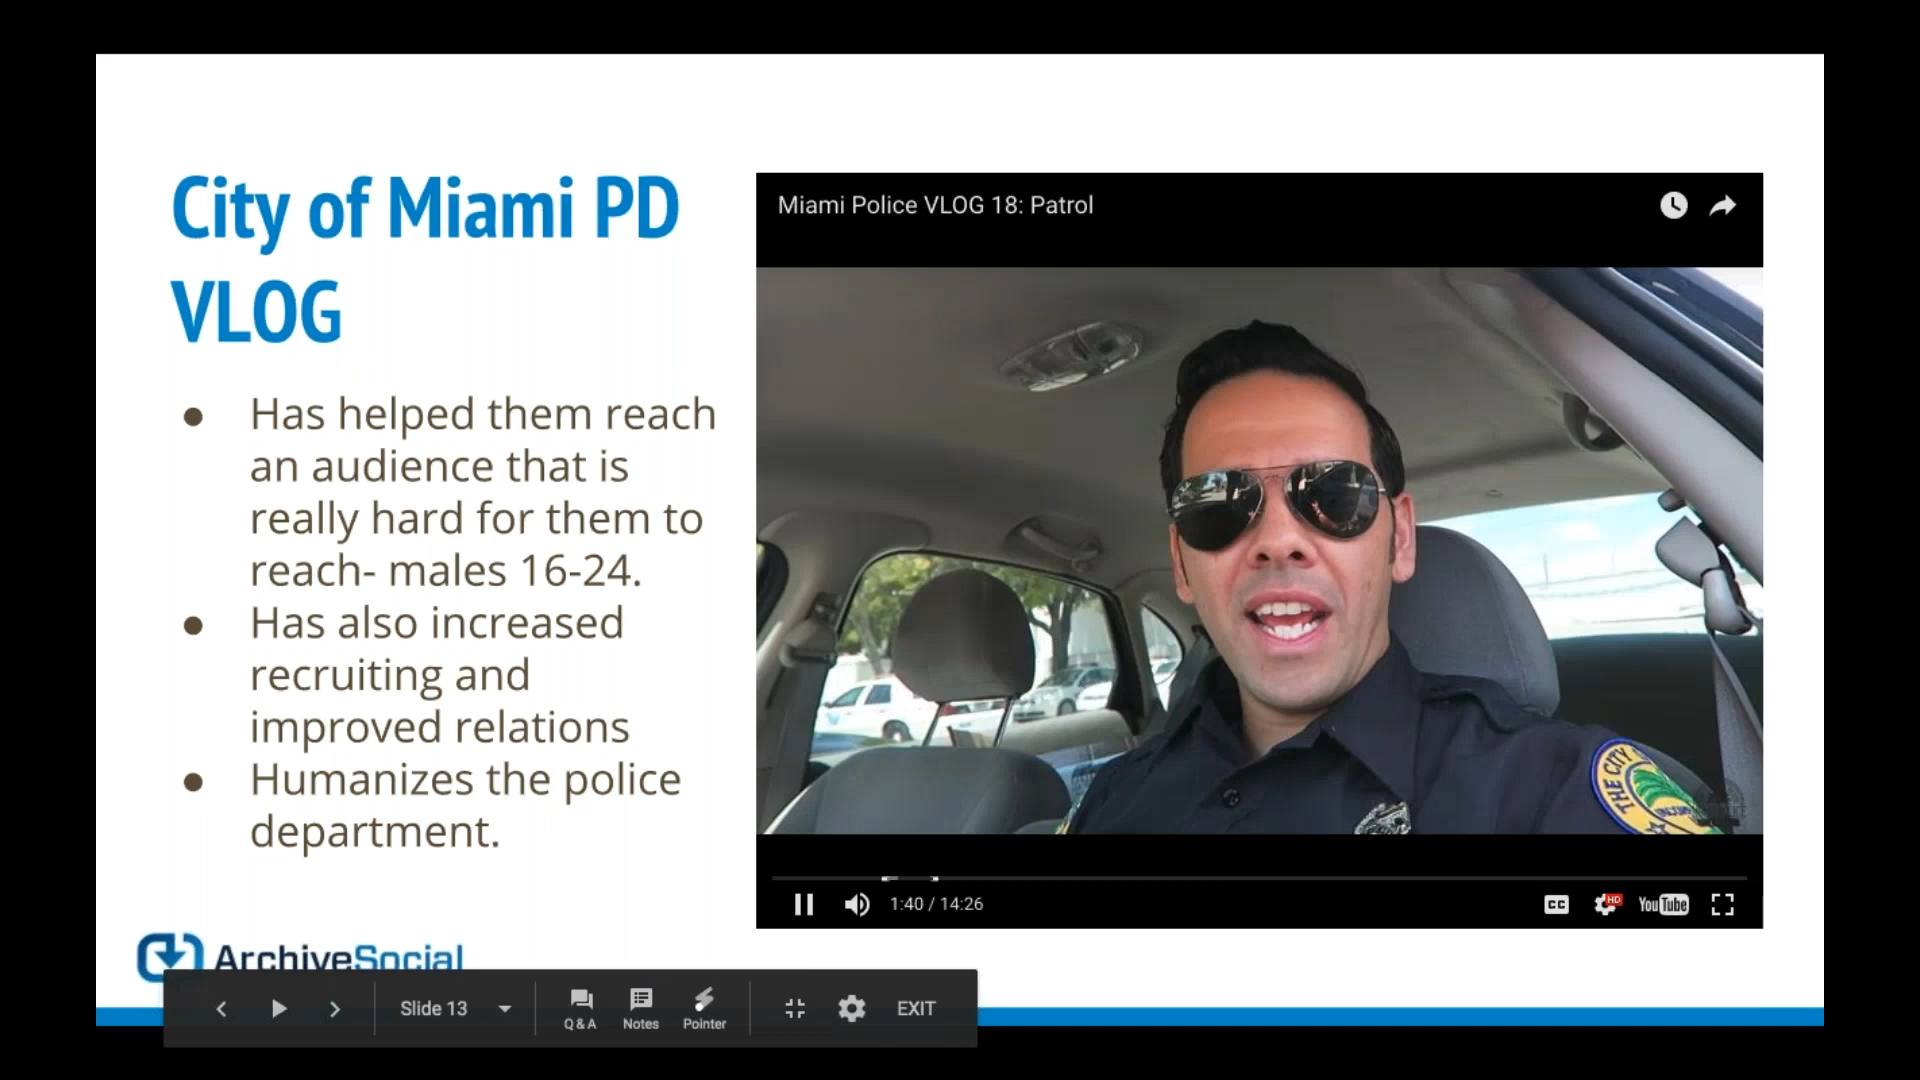 City of Miami PD
VLOG
● Has helped them reach
an audience that is
really hard for them to
reach- males 16-24.
● Has also increased
recruiting and
improved relations
● Humanizes the police
department.
Miami Police VLOG 18: Patrol
THE CITY
1:40 / 14:26
CC
HD
YouTube
ArchiveSocial
Slide 13
Q & A
Notes
Pointer
EXIT